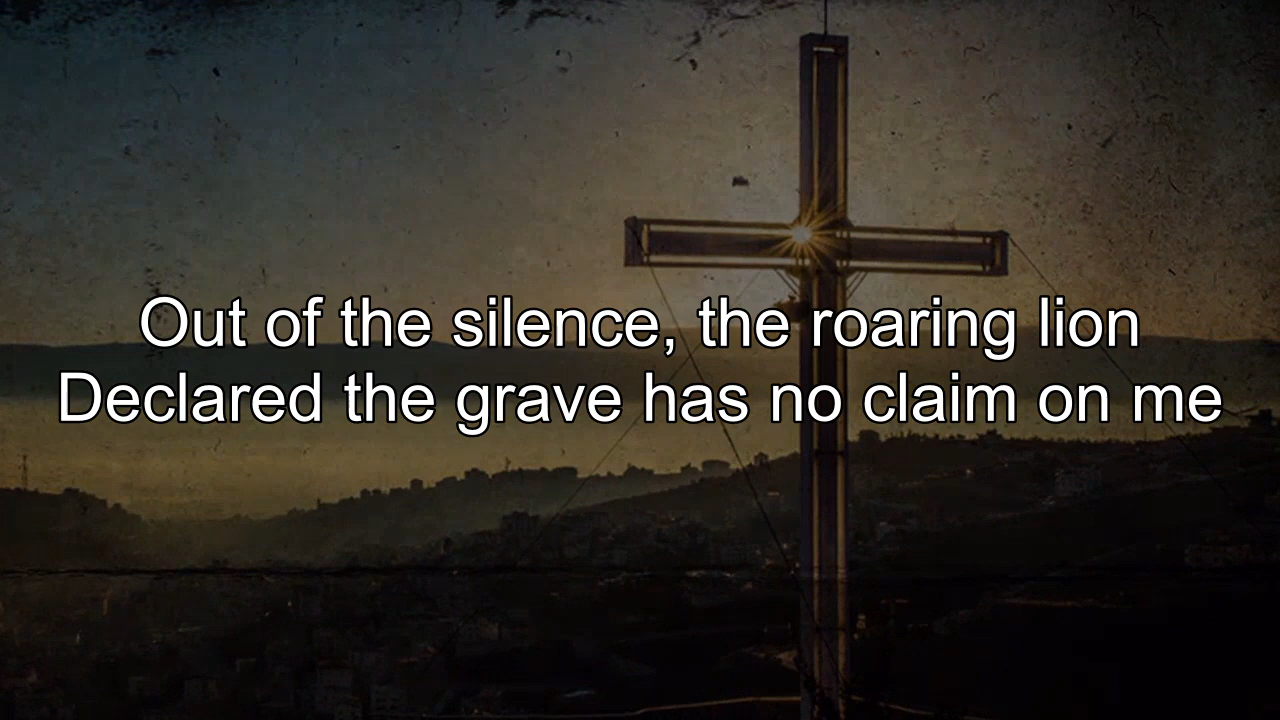 Out of the silence, the roaring lion
Declared the grave has no claim on me